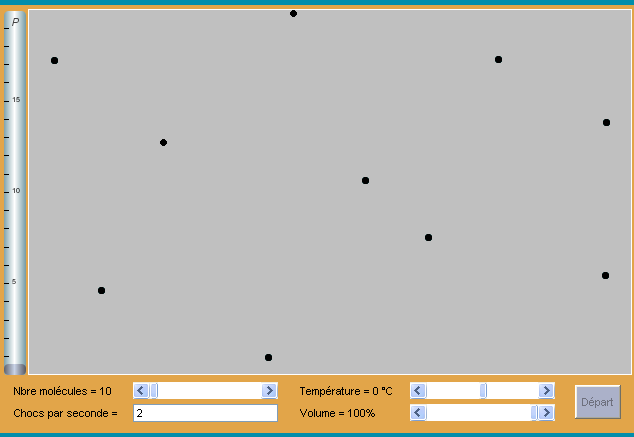 P
15
10
5
Nbre molécules = 10
Température = 0 °C
Chocs par seconde = 2
Volume = 100%
Départ